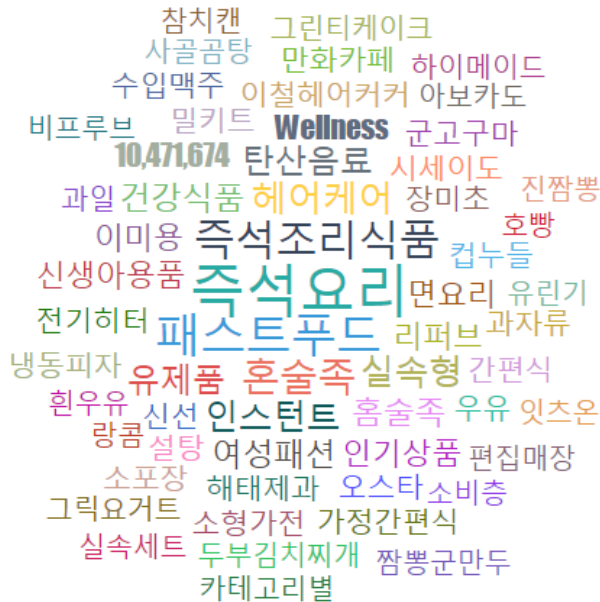 참치캔 그린티케이크
사골곰탕 만화카페 하이메이드
수입맥주 이철헤어커커 아보카도
비프루브 밀키트 Wellness 군고구마
10,471,674 탄산음료 시세이도
과일 건강식품 헤어케어 장미초 진짬뽕
이미용 즉석조리식품 호빵
컵누들
신생아용품 즉석요리 면요리 유린기
전기히터 패스트푸드 리퍼브 과자류
냉동피자 유제품 혼술족 실속형 간편식
흰우유 신선 인스턴트 홈술족 우유 잇츠온
랑콤 설탕 여성패션 인기상품 편집매장
소포장 해태제과 오스타 소비층
그릭요거트 소형가전 가정간편식
실속세트 두부김치찌개 짬뽕군만두
카테고리별